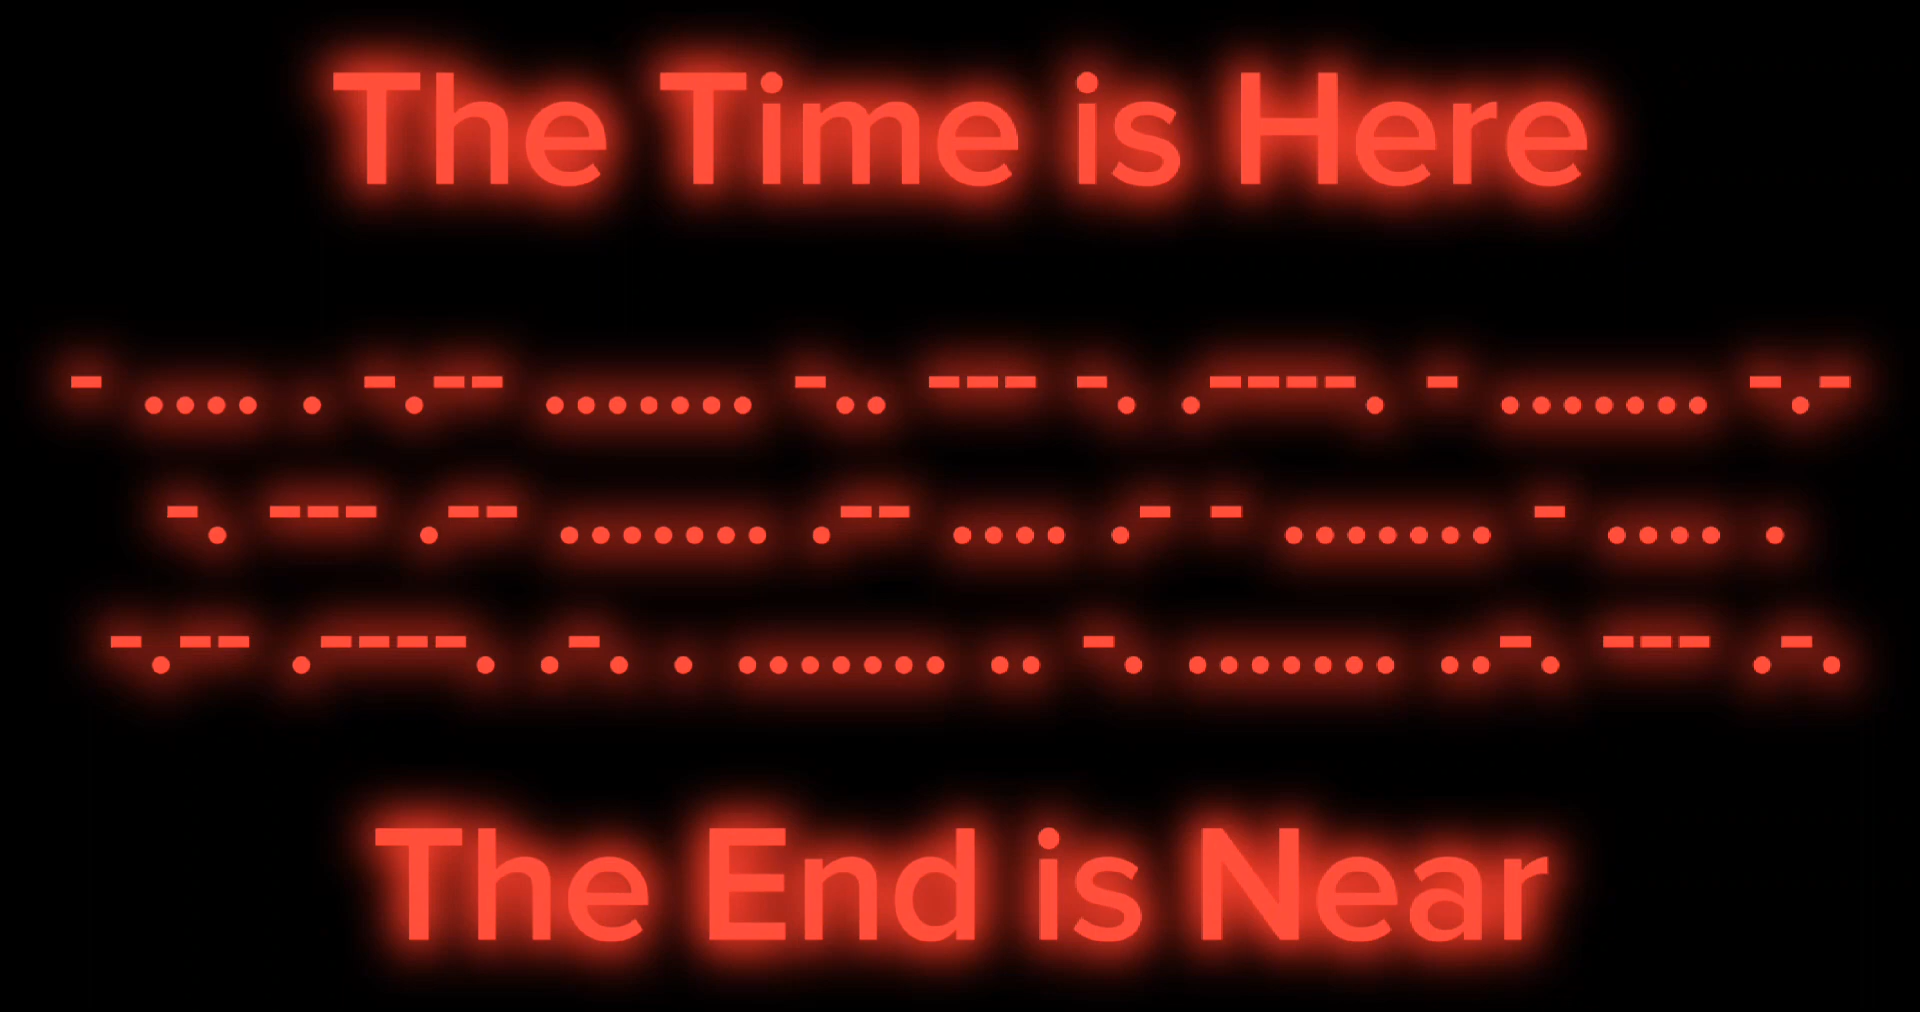 The Time is Here
- .... . -.-- ....... -.. --- -. .----. - ....... -.-
-. --- .-- ....... .-- .... .- - ....... - .... .
-.-- .----. .-. . ....... .. -. ....... ..-. --- .-.
The End is Near